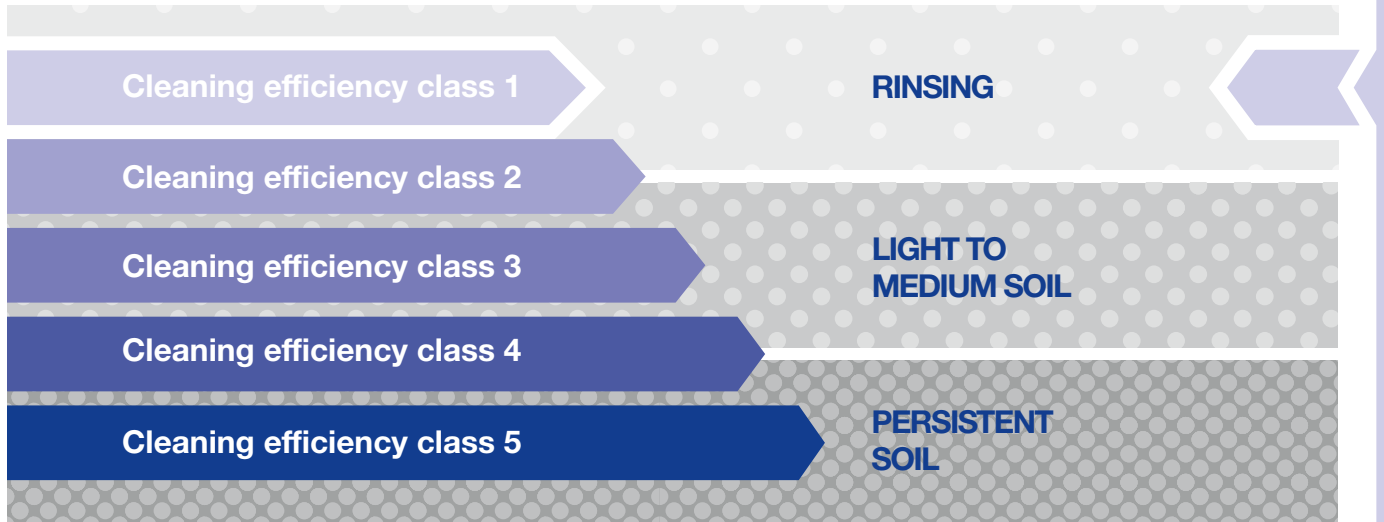 Cleaning efficiency class 1
RINSING
Cleaning efficiency class 2
Cleaning efficiency class 3
LIGHT TO
MEDIUM SOIL
Cleaning efficiency class 4
Cleaning efficiency class 5
PERSISTENT
SOIL